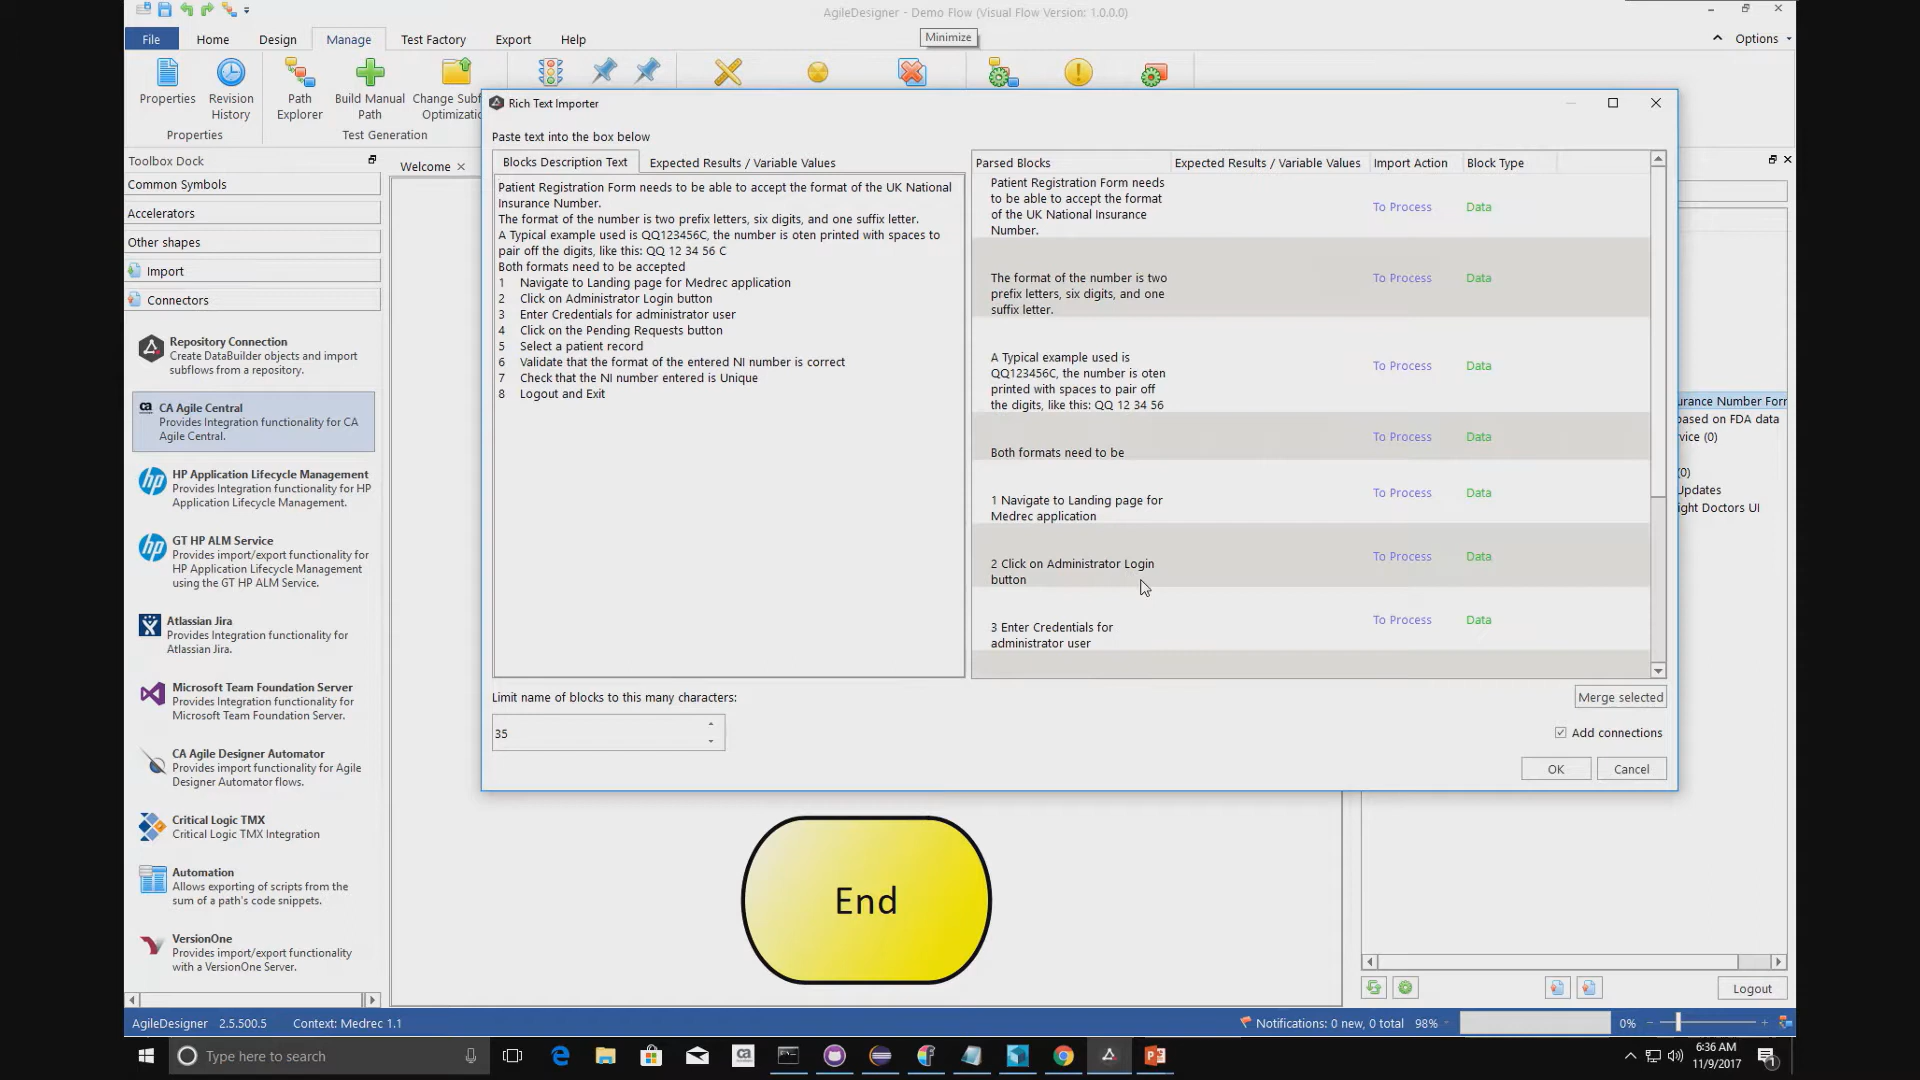 AgileDesigner - Demo Flow (Visual Flow Version: 1.0.0.0)
File Home Design Manage Test Factory Export Help
Minimize
Options
Properties
Revision
History
Path
Explorer
Build Manual
Path
Change Subf
Optimizatio
Properties
Test Generation
Toolbox Dock
Common Symbols
Accelerators
Other shapes
Import
Connectors
Repository Connection
Create DataBuilder objects and import
subflows from a repository.
CA Agile Central
Provides Integration functionality for CA
Agile Central.
HP Application Lifecycle Management
Provides Integration functionality for HP
Application Lifecycle Management.
GT HP ALM Service
Provides import/export functionality for
HP Application Lifecycle Management
using the GT HP ALM Service.
Atlassian Jira
Provides Integration functionality for
Atlassian Jira.
Microsoft Team Foundation Server
Provides Integration functionality for
Microsoft Team Foundation Server.
CA Agile Designer Automator
Provides import functionality for Agile
Designer Automator flows.
Critical Logic TMX
Critical Logic TMX Integration
Automation
Allows exporting of scripts from the
sum of a path's code snippets.
VersionOne
Provides import/export functionality
with a VersionOne Server.
Welcome
Rich Text Importer
Paste text into the box below
Blocks Description Text
Expected Results / Variable Values
Patient Registration Form needs to be able to accept the format of the UK National
Insurance Number.
The format of the number is two prefix letters, six digits, and one suffix letter.
A Typical example used is QQ123456C, the number is oten printed with spaces to
pair off the digits, like this: QQ 12 34 56 C
Both formats need to be accepted
1 Navigate to Landing page for Medrec application
2 Click on Administrator Login button
3 Enter Credentials for administrator user
4 Click on the Pending Requests button
5 Select a patient record
6 Validate that the format of the entered NI number is correct
7 Check that the NI number entered is Unique
8 Logout and Exit
Parsed Blocks Expected Results / Variable Values Import Action Block Type
Patient Registration Form needs
to be able to accept the format
of the UK National Insurance
Number.
To Process Data
The format of the number is two
prefix letters, six digits, and one
suffix letter.
To Process Data
A Typical example used is
QQ123456C, the number is oten
printed with spaces to pair off
the digits, like this: QQ 12 34 56
To Process Data
Both formats need to be
To Process Data
1 Navigate to Landing page for
Medrec application
To Process Data
2 Click on Administrator Login
button
To Process Data
3 Enter Credentials for
administrator user
To Process Data
Limit name of blocks to this many characters:
35
Merge selected
Add connections
OK
Cancel
urance Number Forr
based on FDA data
vice (0)
(0)
Updates
ght Doctors UI
End
Logout
AgileDesigner 2.5.500.5 Context: Medrec 1.1
Notifications: 0 new, 0 total 98% 0%
Type here to search
ca
6:36 AM
11/9/2017
1